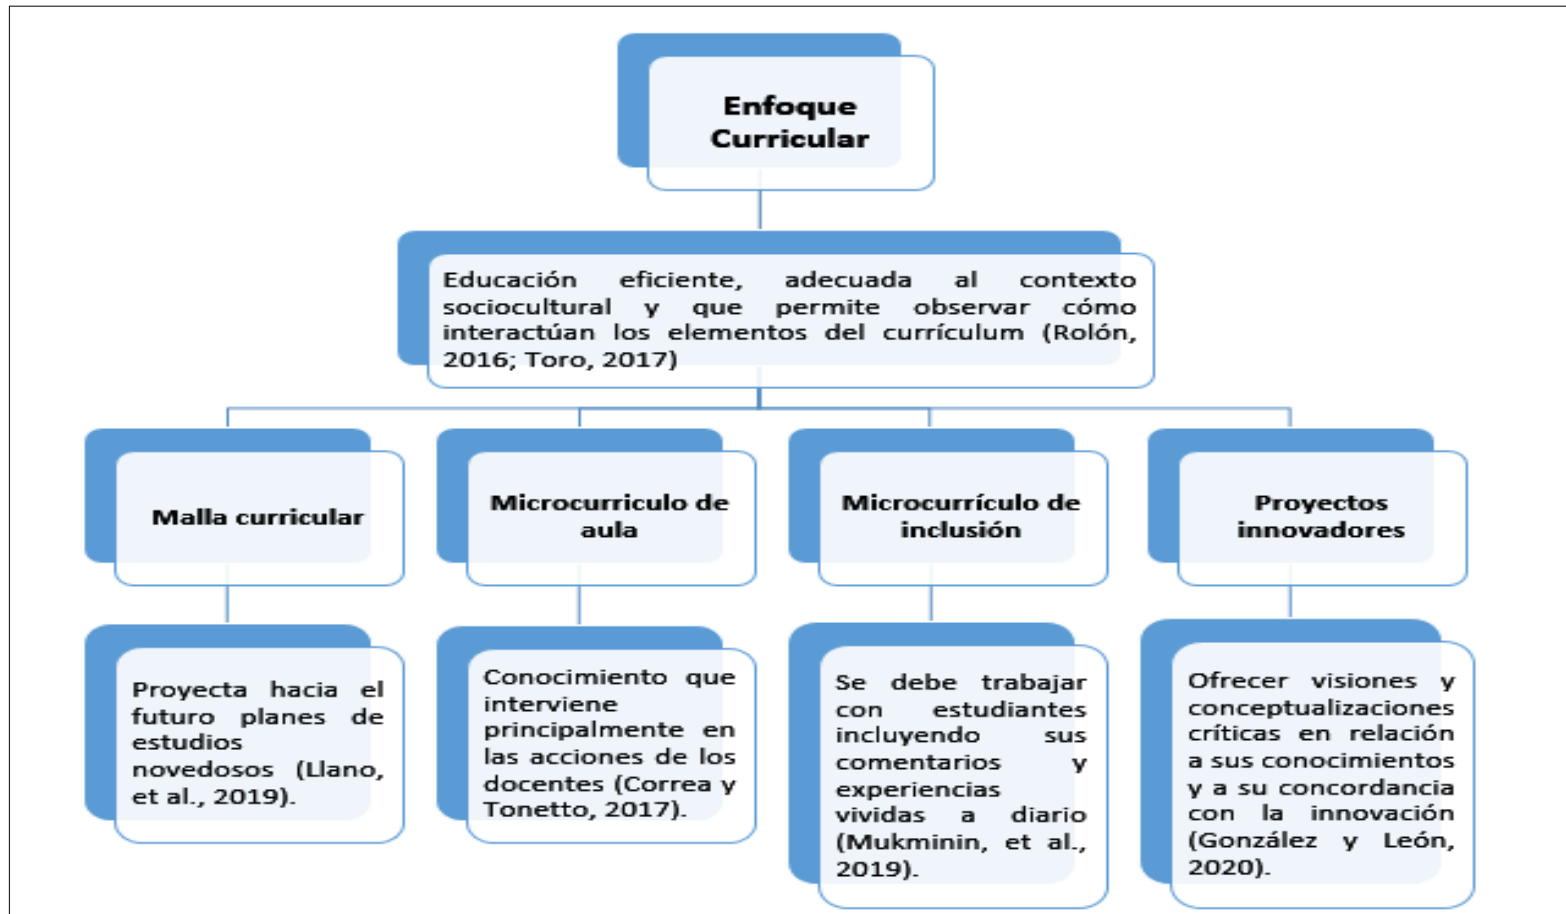 Enfoque
Curricular
Educación eficiente, adecuada al contexto
sociocultural y que permite observar cómo
interactúan los elementos del currículum (Rolón,
2016; Toro, 2017)
Malla curricular
Microcurriculo de
aula
Microcurrículo de
inclusión
Proyectos
innovadores
Proyecta hacia el
futuro planes de
estudios
novedosos (Llano,
et al., 2019).
Conocimiento que
interviene
principalmente en
las acciones de los
docentes (Correa y
Tonetto, 2017).
Se debe trabajar
con estudiantes
incluyendo sus
comentarios y
experiencias
vividas a diario
(Mukminin, et al.,
2019).
Ofrecer visiones y
conceptualizaciones
críticas en relación
a sus conocimientos
y a su concordancia
con la innovación
(González y León,
2020).